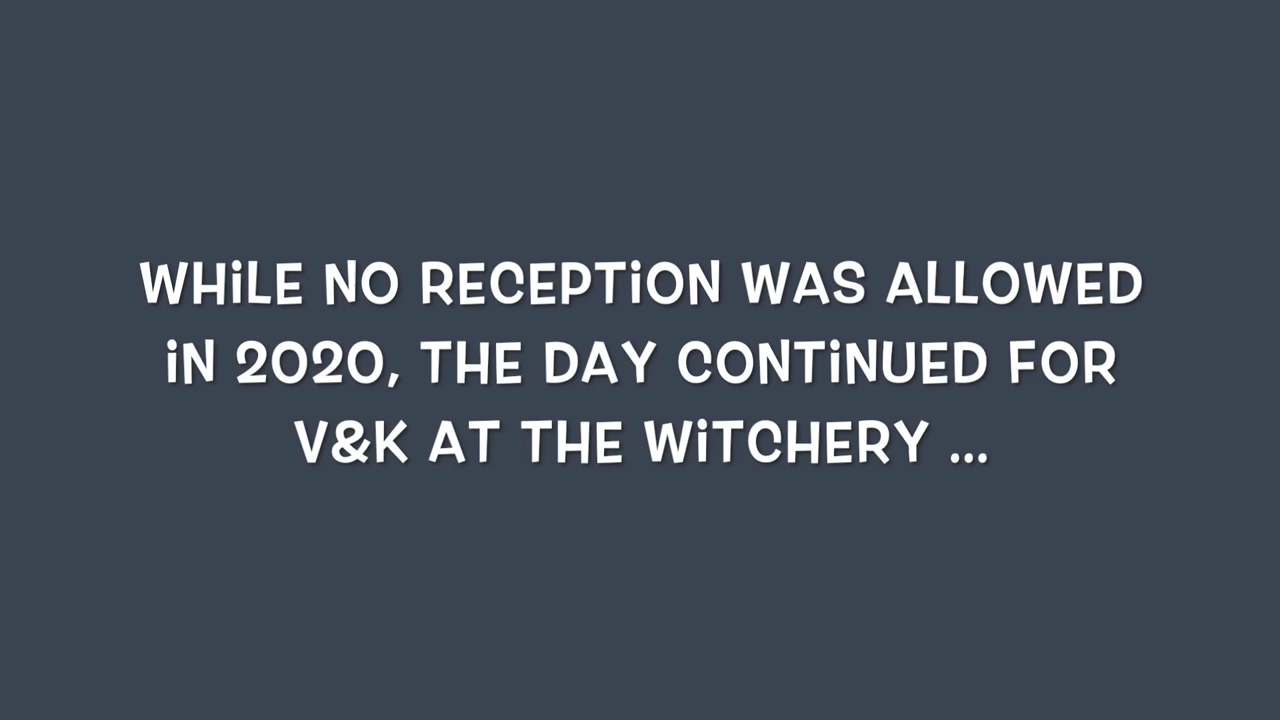 WHiLE NO RECEPTiON WAS ALLOWED
iN 2020, THE DAY CONTiNUED FOR
V&K AT THE WiTCHERY ...